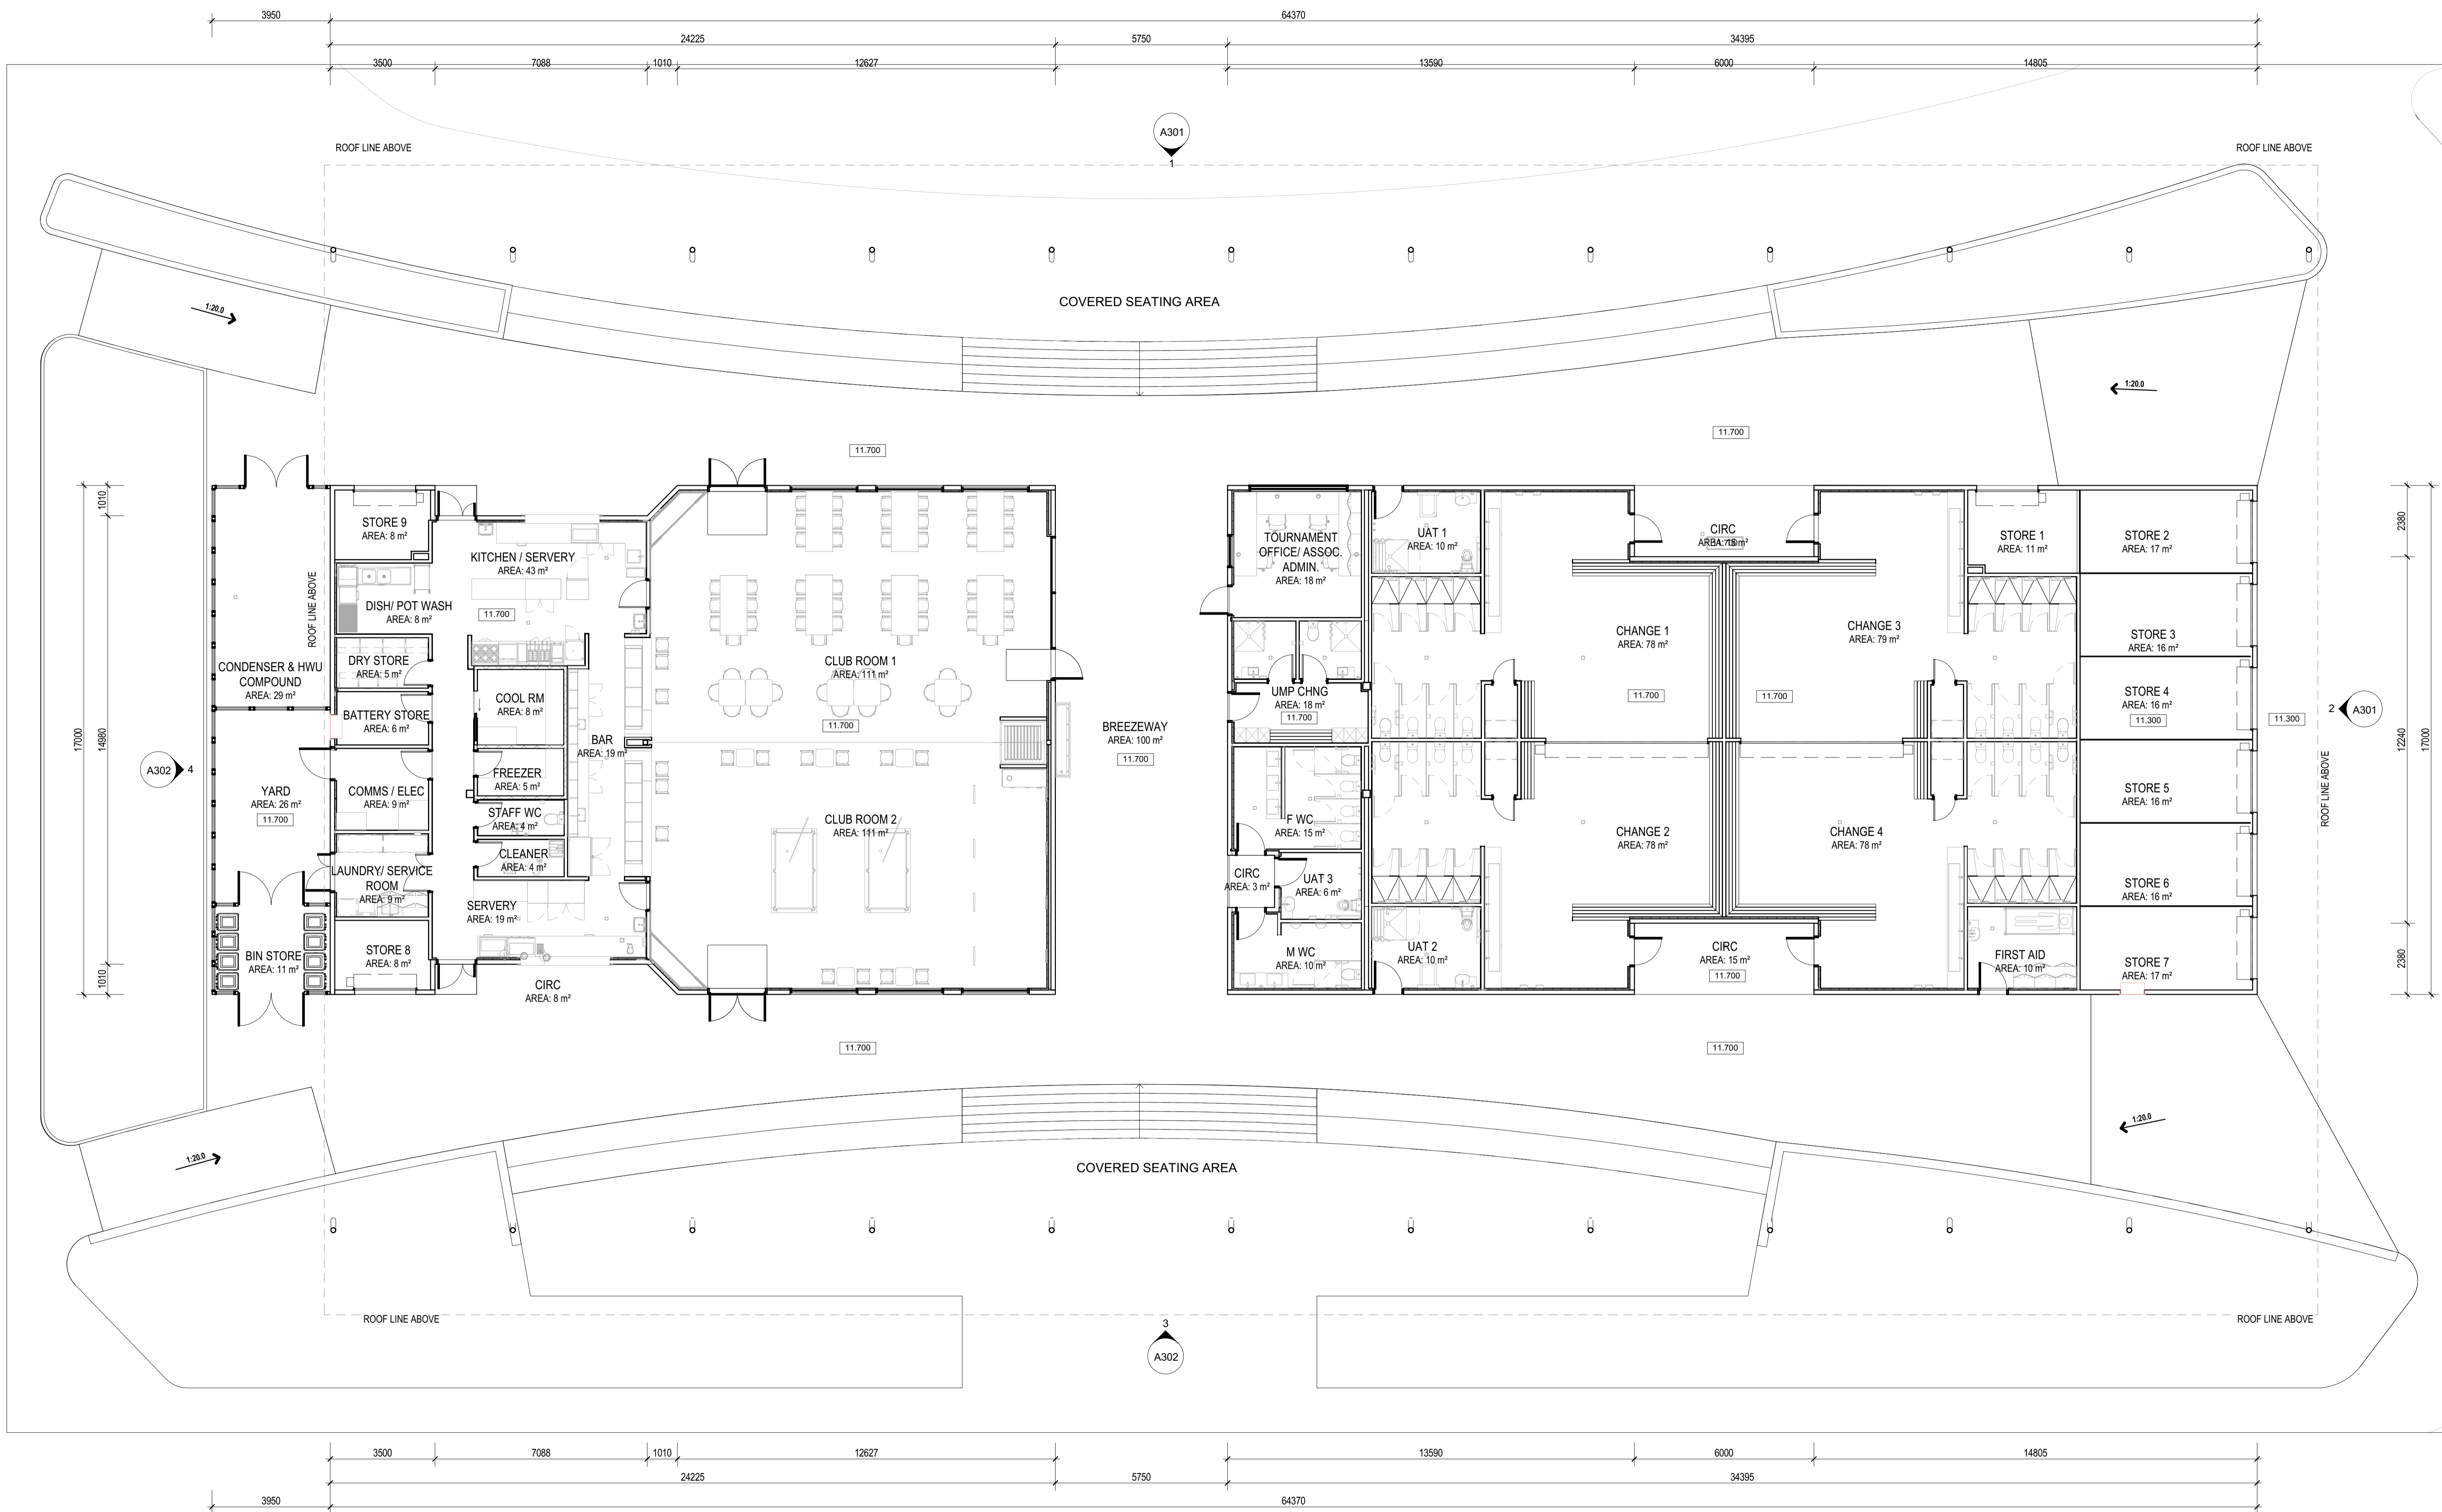 3950
64370
24225
5750
34395
3500
7088
1010
12627
13590
6000
14805
A301
1
ROOF LINE ABOVE
ROOF LINE ABOVE
COVERED SEATING AREA
1:20.0
1:20.0
11.700
11.700
1010
14980
1010
17000
2380
12240
2380
17000
STORE 9
AREA: 8 m²
KITCHEN / SERVERY
AREA: 43 m²
11.700
DISH/ POT WASH
AREA: 8 m²
ROOF LINE ABOVE
CONDENSER & HWU
COMPOUND
AREA: 29 m²
DRY STORE
AREA: 5 m²
BATTERY STORE
AREA: 6 m²
COOL RM
AREA: 8 m²
BAR
AREA: 19 m²
FREEZER
AREA: 5 m²
STAFF WC
AREA: 4 m²
CLEANER
AREA: 4 m²
COMMS / ELEC
AREA: 9 m²
YARD
AREA: 26 m²
11.700
A302
4
LAUNDRY/ SERVICE
ROOM
AREA: 9 m²
SERVERY
AREA: 19 m²
BIN STORE
AREA: 11 m²
STORE 8
AREA: 8 m²
CIRC
AREA: 8 m²
CLUB ROOM 1
AREA: 111 m²
11.700
CLUB ROOM 2
AREA: 111 m²
BREEZEWAY
AREA: 100 m²
11.700
TOURNAMENT
OFFICE/ ASSOC.
ADMIN.
AREA: 18 m²
UAT 1
AREA: 10 m²
UMP CHNG
AREA: 18 m²
11.700
F WC
AREA: 15 m²
CIRC
AREA: 3 m²
UAT 3
AREA: 6 m²
M WC
AREA: 10 m²
UAT 2
AREA: 10 m²
CIRC
CHANGE 1
AREA: 78 m²
11.700
CHANGE 3
AREA: 79 m²
11.700
CHANGE 2
AREA: 78 m²
CHANGE 4
AREA: 78 m²
CIRC
AREA: 15 m²
11.700
STORE 1
AREA: 11 m²
STORE 2
AREA: 17 m²
STORE 3
AREA: 16 m²
STORE 4
AREA: 16 m²
11.300
STORE 5
AREA: 16 m²
STORE 6
AREA: 16 m²
STORE 7
AREA: 17 m²
FIRST AID
AREA: 10 m²
11.300
2
A301
ROOF LINE ABOVE
11.700
11.700
1:20.0
1:20.0
COVERED SEATING AREA
ROOF LINE ABOVE
ROOF LINE ABOVE
3
A302
3500
7088
1010
12627
13590
6000
14805
24225
5750
34395
3950
64370